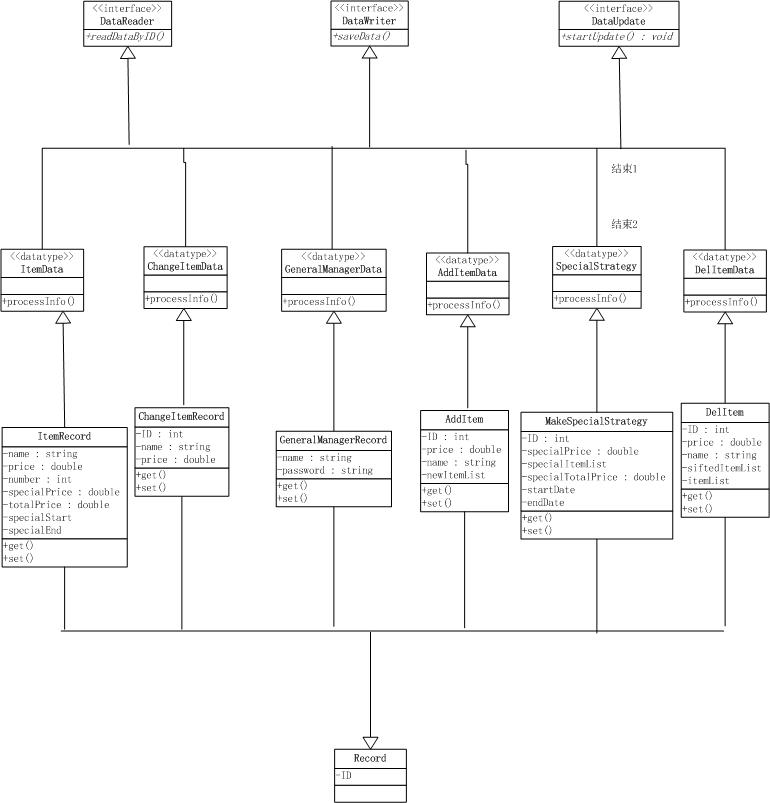 <<interface>>
DataReader
+readDataByID()
<<interface>>
DataWriter
+saveData()
<<interface>>
DataUpdate
+startUpdate() : void
结束1
结束2
<<datatype>>
ItemData
+processInfo()
<<datatype>>
ChangeItemData
+processInfo()
<<datatype>>
GeneralManagerData
+processInfo()
<<datatype>>
AddItemData
+processInfo()
<<datatype>>
SpecialStrategy
+processInfo()
<<datatype>>
DelItemData
+processInfo()
ItemRecord
-name : string
-price : double
-number : int
-specialPrice : double
-totalPrice : double
-specialStart
-specialEnd
+get()
+set()
ChangeItemRecord
-ID : int
-name : string
-price : double
+get()
+set()
GeneralManagerRecord
-name : string
-password : string
+get()
+set()
AddItem
-ID : int
-price : double
-name : string
-newItemList
+get()
+set()
MakeSpecialStrategy
-ID : int
-specialPrice : double
-specialItemList
-specialTotalPrice : double
-startDate
-endDate
+get()
+set()
DelItem
-ID : int
-price : double
-name : string
-siftedItemList
-itemList
+get()
+set()
Record
-ID